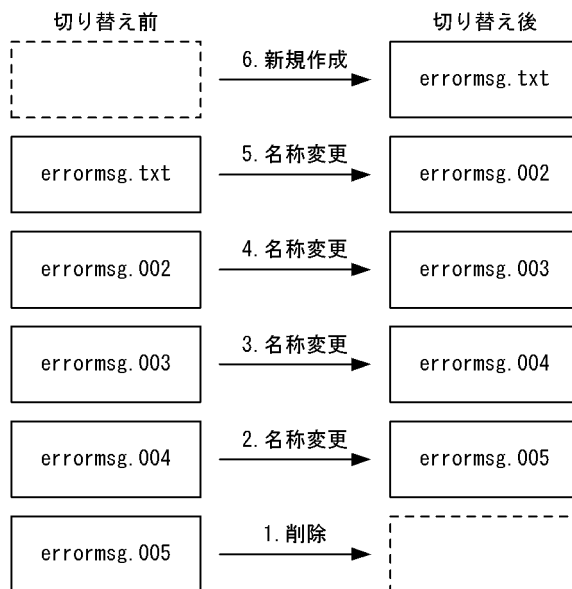 切り替え前
切り替え後
6. 新規作成
errormsg.txt
errormsg.txt
5. 名称変更
errormsg.002
errormsg.002
4. 名称変更
errormsg.003
errormsg.003
3. 名称変更
errormsg.004
errormsg.004
2. 名称変更
errormsg.005
errormsg.005
1. 削除